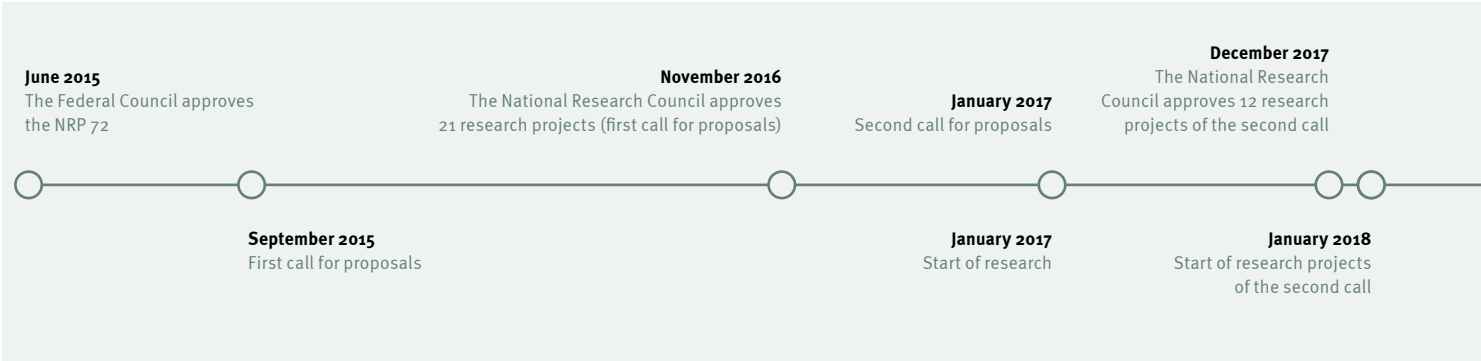 June 2015
The Federal Council approves
the NRP 72
September 2015
First call for proposals
November 2016
The National Research Council approves
21 research projects (first call for proposals)
January 2017
Second call for proposals
January 2017
Start of research
December 2017
The National Research
Council approves 12 research
projects of the second call
January 2018
Start of research projects
of the second call